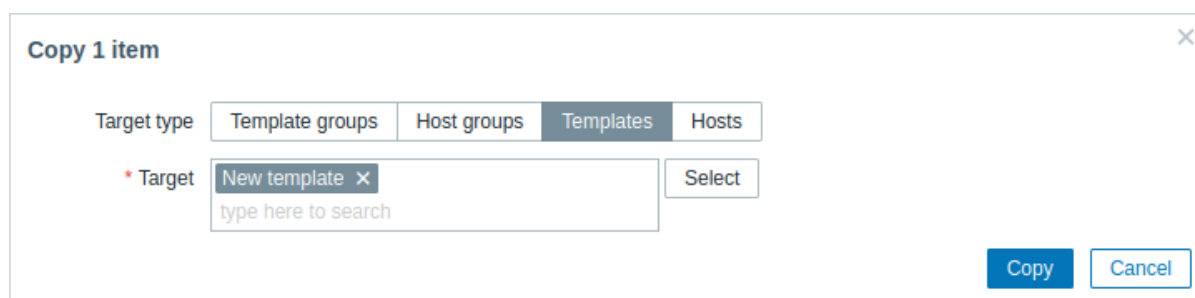 Copy 1 item
Target type Template groups Host groups Templates Hosts
* Target New template × Select
type here to search
Copy Cancel